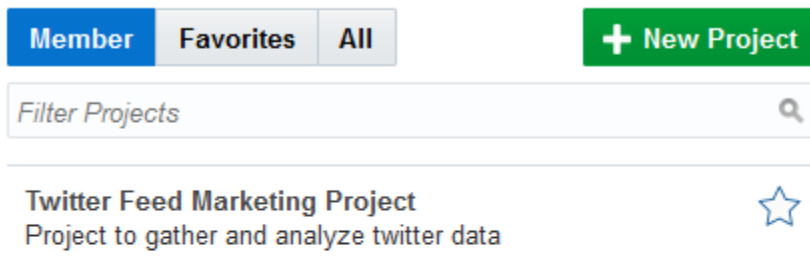 Member Favorites All + New Project
Filter Projects
Twitter Feed Marketing Project
Project to gather and analyze twitter data